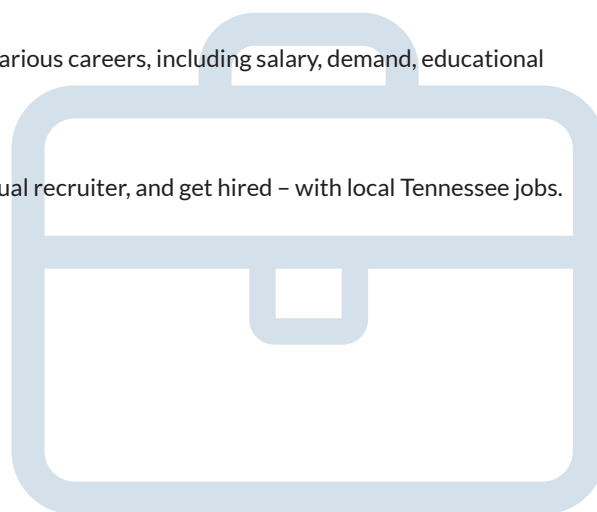 arious careers, including salary, demand, educational
ual recruiter, and get hired – with local Tennessee jobs.